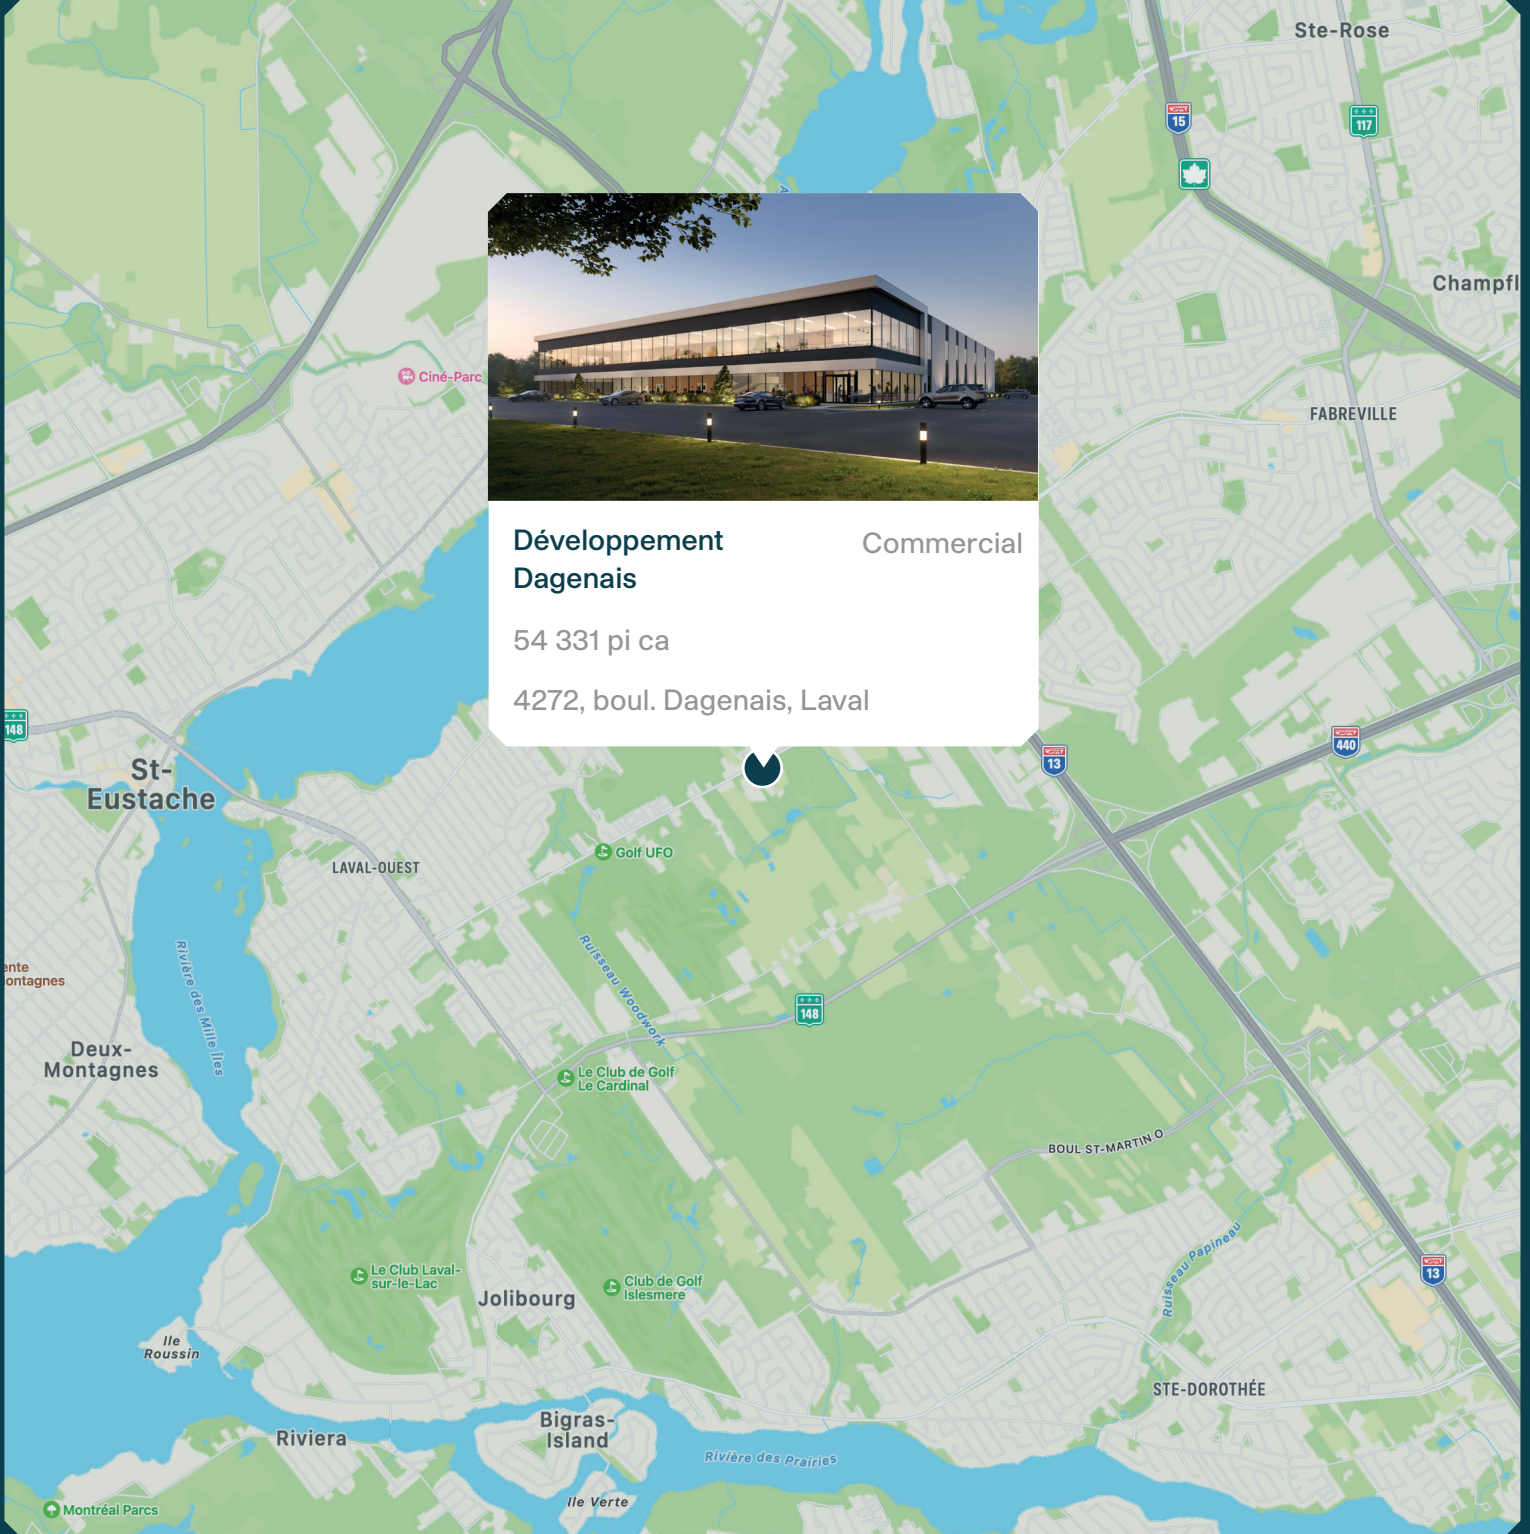 Ste-Rose
15
117
Champfl
Ciné-Parc
FABREVILLE
Développement
Dagenais
Commercial
54 331 pi ca
4272, boul. Dagenais, Laval
148
St-
Eustache
13
440
Golf UFO
LAVAL-OUEST
Rivière des Mille Îles
Ruisseau Woodwork
ente
ontagnes
148
Deux-
Montagnes
Le Club de Golf
Le Cardinal
BOUL ST-MARTIN O
Ruisseau Papineau
Le Club Laval-
sur-le-Lac
Club de Golf
Islesmere
13
Jolibourg
Ile
Roussin
STE-DOROTHÉE
Riviera
Bigras-
Island
Rivière des Prairies
Ile Verte
Montréal Parcs